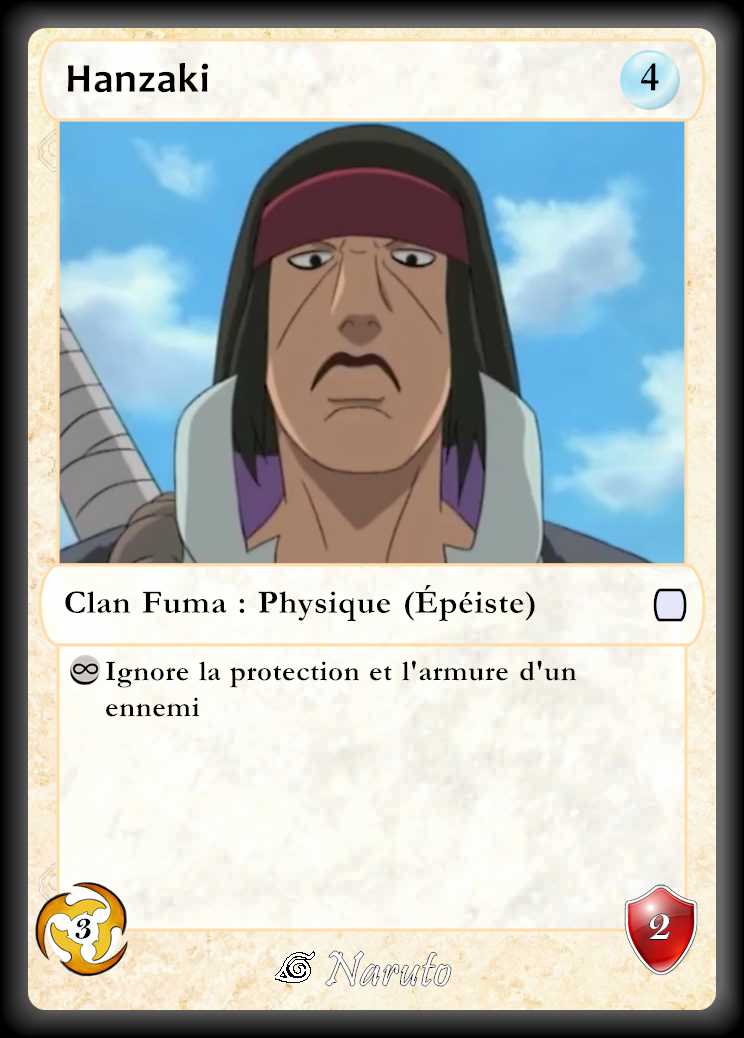 Hanzaki
4
Clan Fuma : Physique (Épéiste)
∞ Ignore la protection et l'armure d'un
ennemi
3
2
Naruto